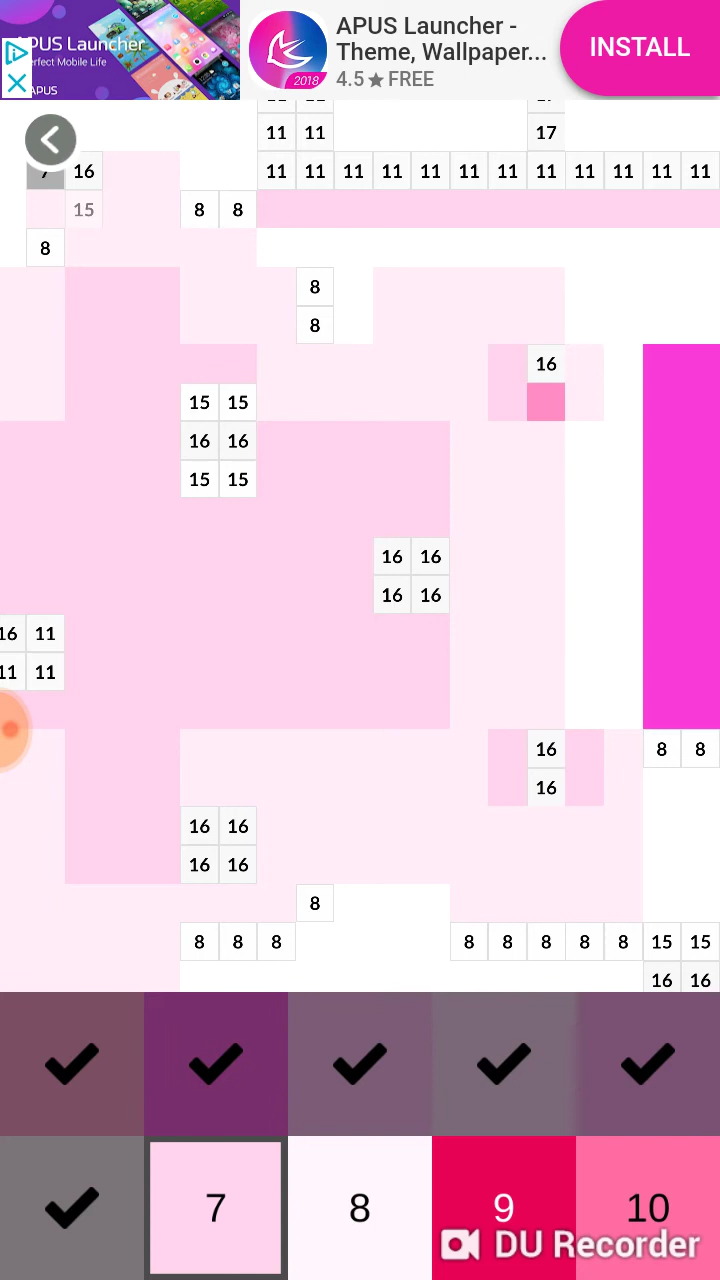 APUS Launcher
Perfect Mobile Life
APUS
2018
APUS Launcher -
Theme, Wallpaper...
4.5 ★ FREE
INSTALL
11 11 17
7 16 11 11 11 11 11 11 11 11 11 11 11 11
15 8 8
8
8
8
16
15 15
16 16
15 15
16 16
16 16
16 11
11 11
16 8 8
16
16 16
16 16
8
8 8 8 8 8 8 8 8 15 15
16 16
7 8 9 10
DU Recorder